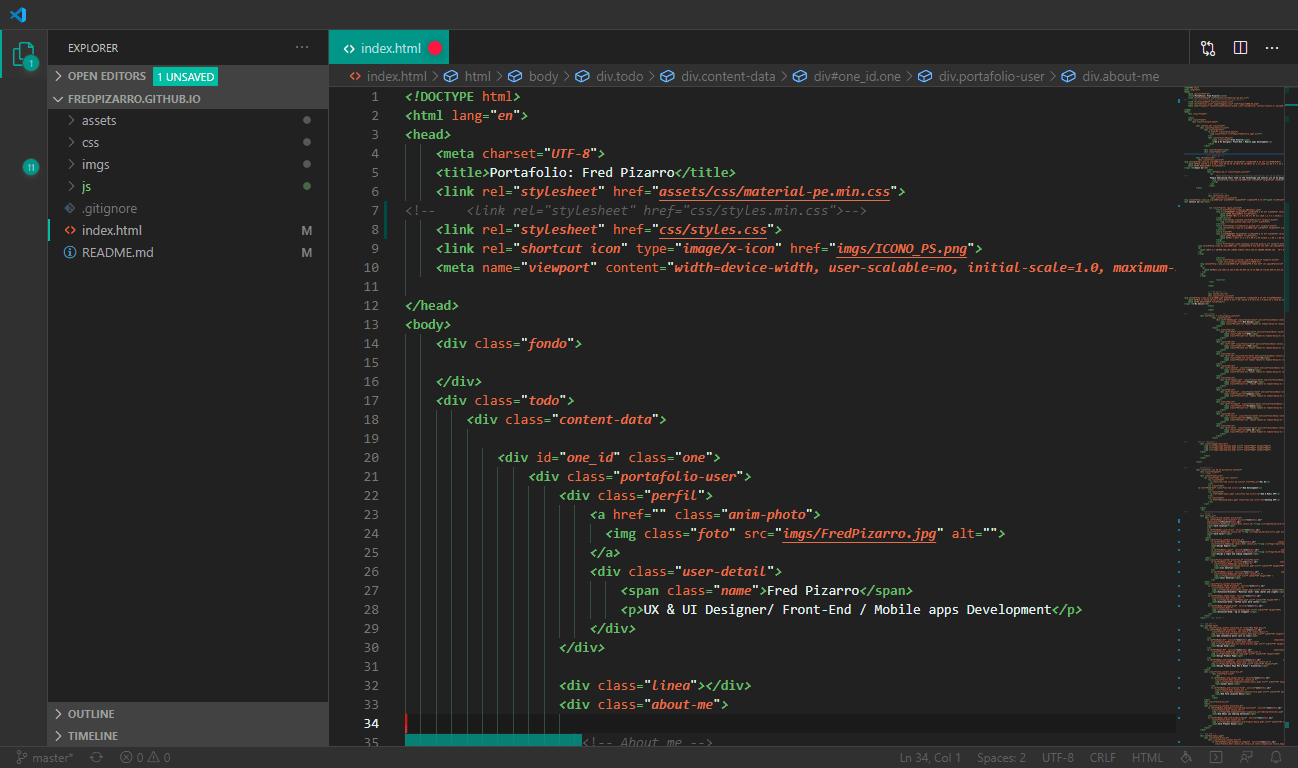 EXPLORER
index.html
1
OPEN EDITORS 1 UNSAVED
FREDPIZARRO.GITHUB.IO
assets
css
imgs
js
.gitignore
index.html M
README.md M
11
OUTLINE
TIMELINE
index.html > html > body > div.todo > div.content-data > div#one_id.one > div.portafolio-user > div.about-me
1 <!DOCTYPE html>
2 <html lang="en">
3 <head>
4 <meta charset="UTF-8">
5 <title>Portafolio: Fred Pizarro</title>
6 <link rel="stylesheet" href="assets/css/material-pe.min.css">
7 <!-- <link rel="stylesheet" href="css/styles.min.css">-->
8 <link rel="stylesheet" href="css/styles.css">
9 <link rel="shortcut icon" type="image/x-icon" href="imgs/ICONO_PS.png">
10 <meta name="viewport" content="width=device-width, user-scalable=no, initial-scale=1.0, maximum-
11
12 </head>
13 <body>
14 <div class="fondo">
15
16 </div>
17 <div class="todo">
18 <div class="content-data">
19
20 <div id="one_id" class="one">
21 <div class="portafolio-user">
22 <div class="perfil">
23 <a href="" class="anim-photo">
24 <img class="foto" src="imgs/FredPizarro.jpg" alt="">
25 </a>
26 <div class="user-detail">
27 <span class="name">Fred Pizarro</span>
28 <p>UX & UI Designer/ Front-End / Mobile apps Development</p>
29 </div>
30 </div>
31
32 <div class="linea"></div>
33 <div class="about-me">
34
35 <!-- About me -->
master* 0 0 Ln 34, Col 1 Spaces: 2 UTF-8 CRLF HTML